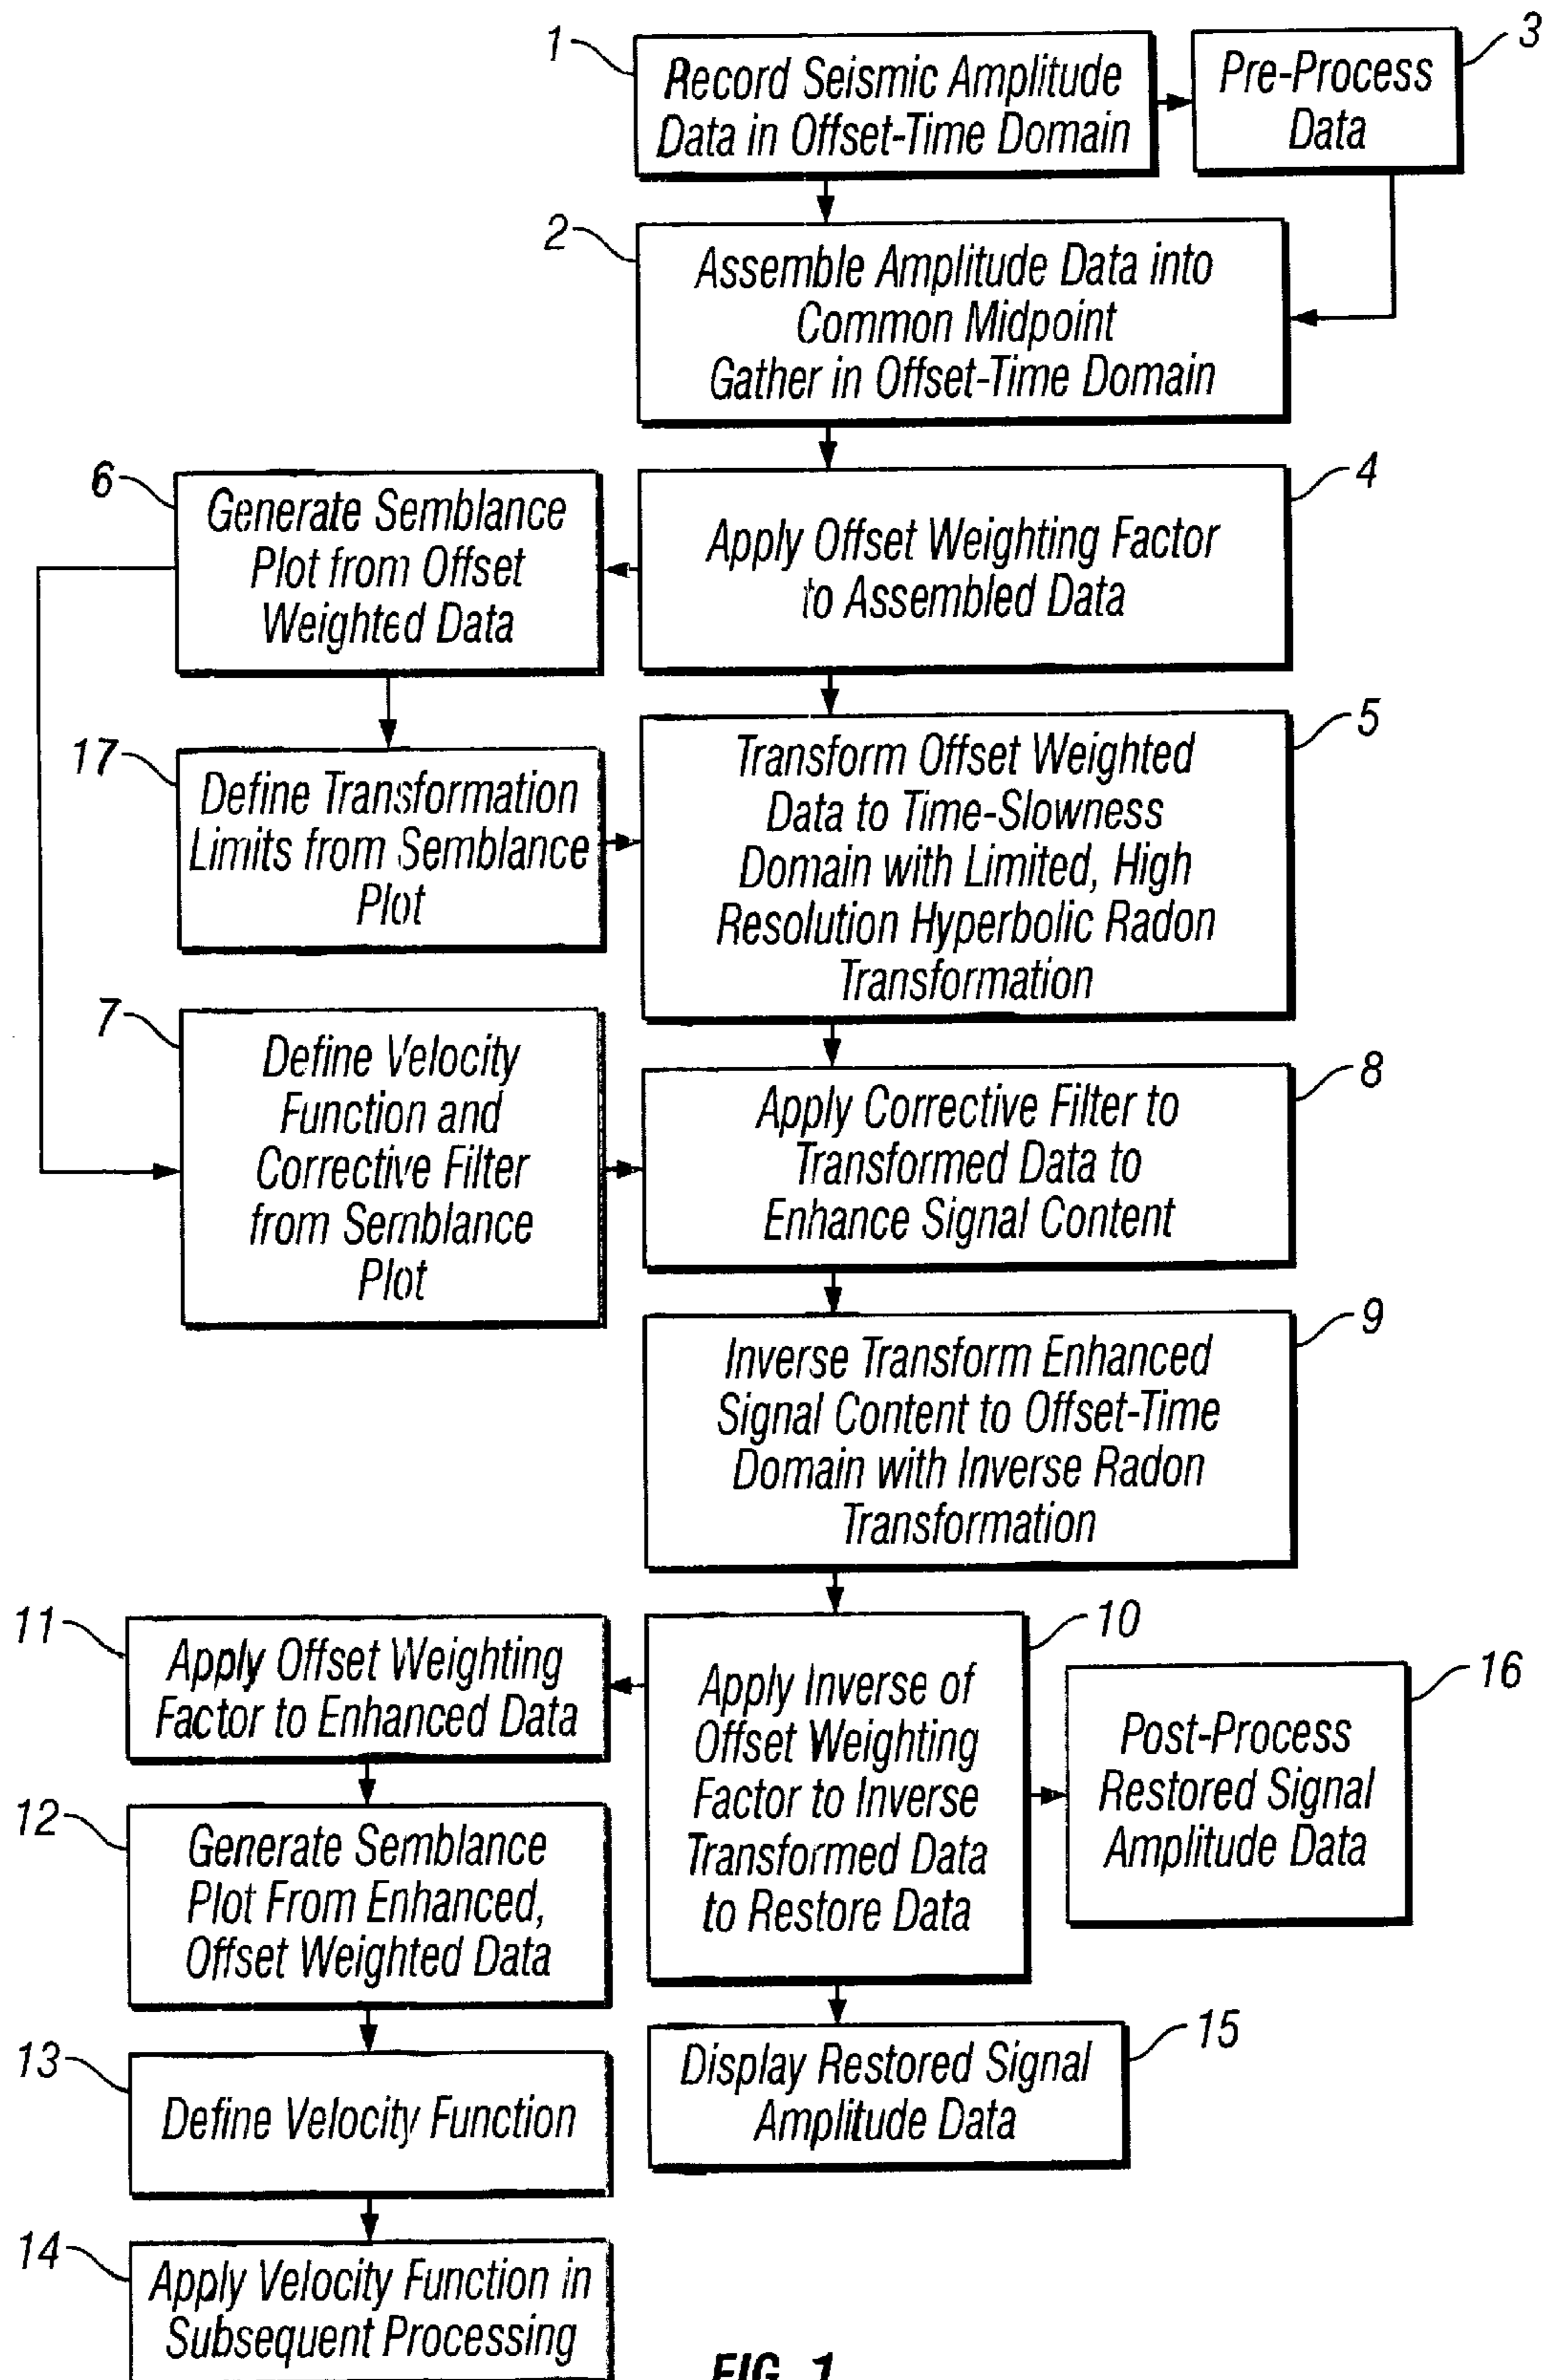 1
Record Seismic Amplitude
Data in Offset-Time Domain
3
Pre-Process
Data
2
Assemble Amplitude Data into
Common Midpoint
Gather in Offset-Time Domain
6
Generate Semblance
Plot from Offset
Weighted Data
4
Apply Offset Weighting Factor
to Assembled Data
17
Define Transformation
Limits from Semblance
Plot
5
Transform Offset Weighted
Data to Time-Slowness
Domain with Limited, High
Resolution Hyperbolic Radon
Transformation
7
Define Velocity
Function and
Corrective Filter
from Semblance
Plot
8
Apply Corrective Filter to
Transformed Data to
Enhance Signal Content
9
Inverse Transform Enhanced
Signal Content to Offset-Time
Domain with Inverse Radon
Transformation
11
Apply Offset Weighting
Factor to Enhanced Data
10
Apply Inverse of
Offset Weighting
Factor to Inverse
Transformed Data
to Restore Data
16
Post-Process
Restored Signal
Amplitude Data
12
Generate Semblance
Plot From Enhanced,
Offset Weighted Data
13
Define Velocity Function
15
Display Restored Signal
Amplitude Data
14
Apply Velocity Function in
Subsequent Processing
FIG. 1